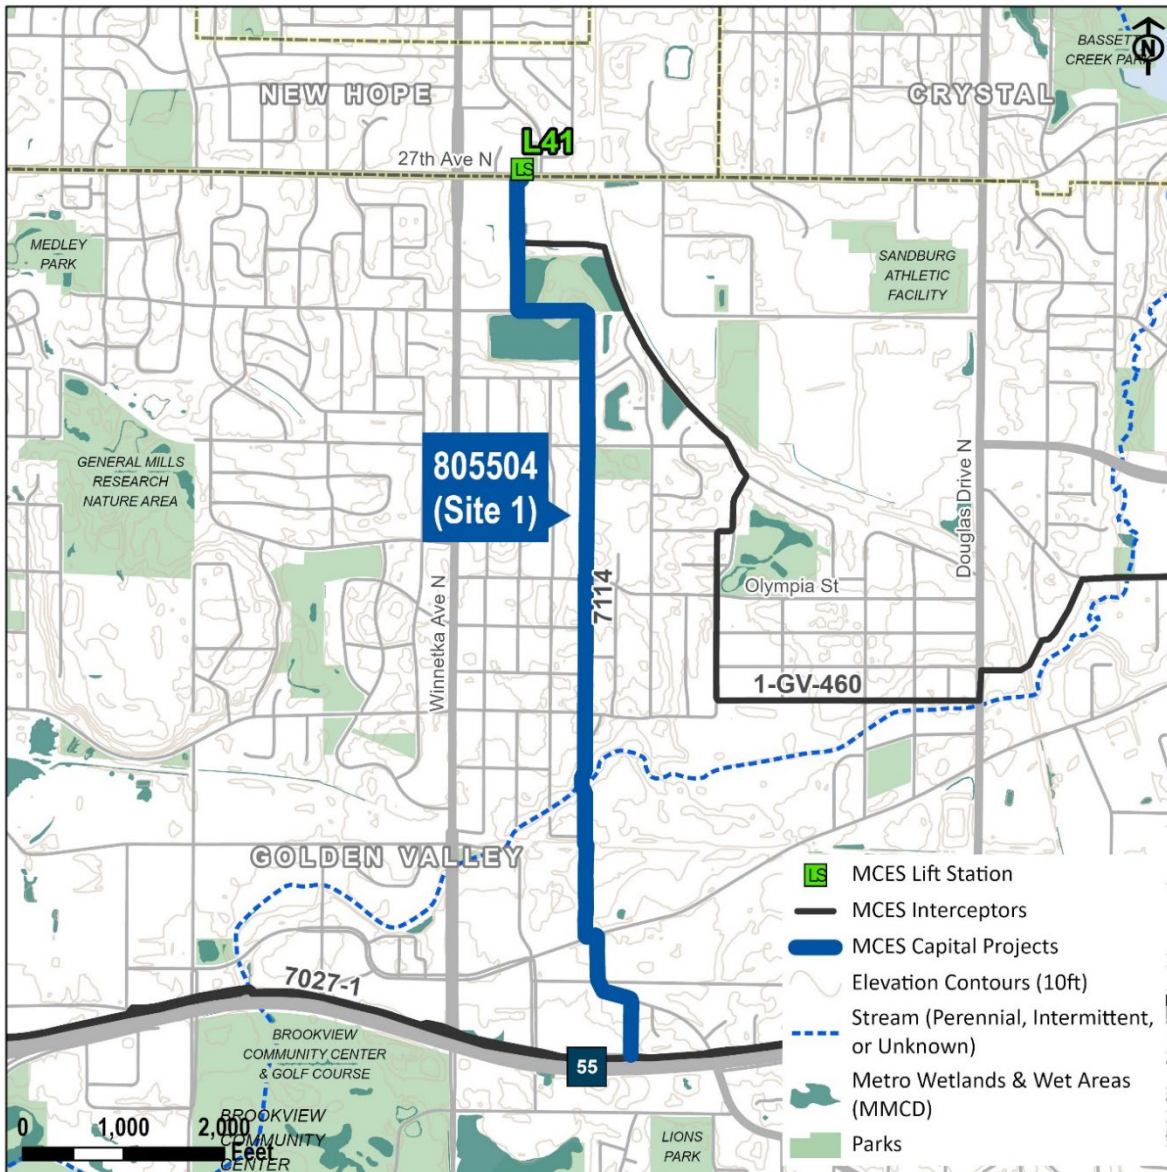 N
BASSETT
CREEK PARK
NEW HOPE
CRYSTAL
L41
27th Ave N
LS
MEDLEY
PARK
SANDBURG
ATHLETIC
FACILITY
GENERAL MILLS
RESEARCH
NATURE AREA
805504
(Site 1)
Winnetka Ave N
7114
Douglas Drive N
Olympia St
1-GV-460
GOLDEN VALLEY
7027-1
BROOKVIEW
COMMUNITY CENTER
& GOLF COURSE
55
BROOKVIEW
COMMUNITY
CENTER
LIONS
PARK
0 1,000 2,000
Feet
LS MCES Lift Station
MCES Interceptors
MCES Capital Projects
Elevation Contours (10ft)
Stream (Perennial, Intermittent,
or Unknown)
Metro Wetlands & Wet Areas
(MMCD)
Parks